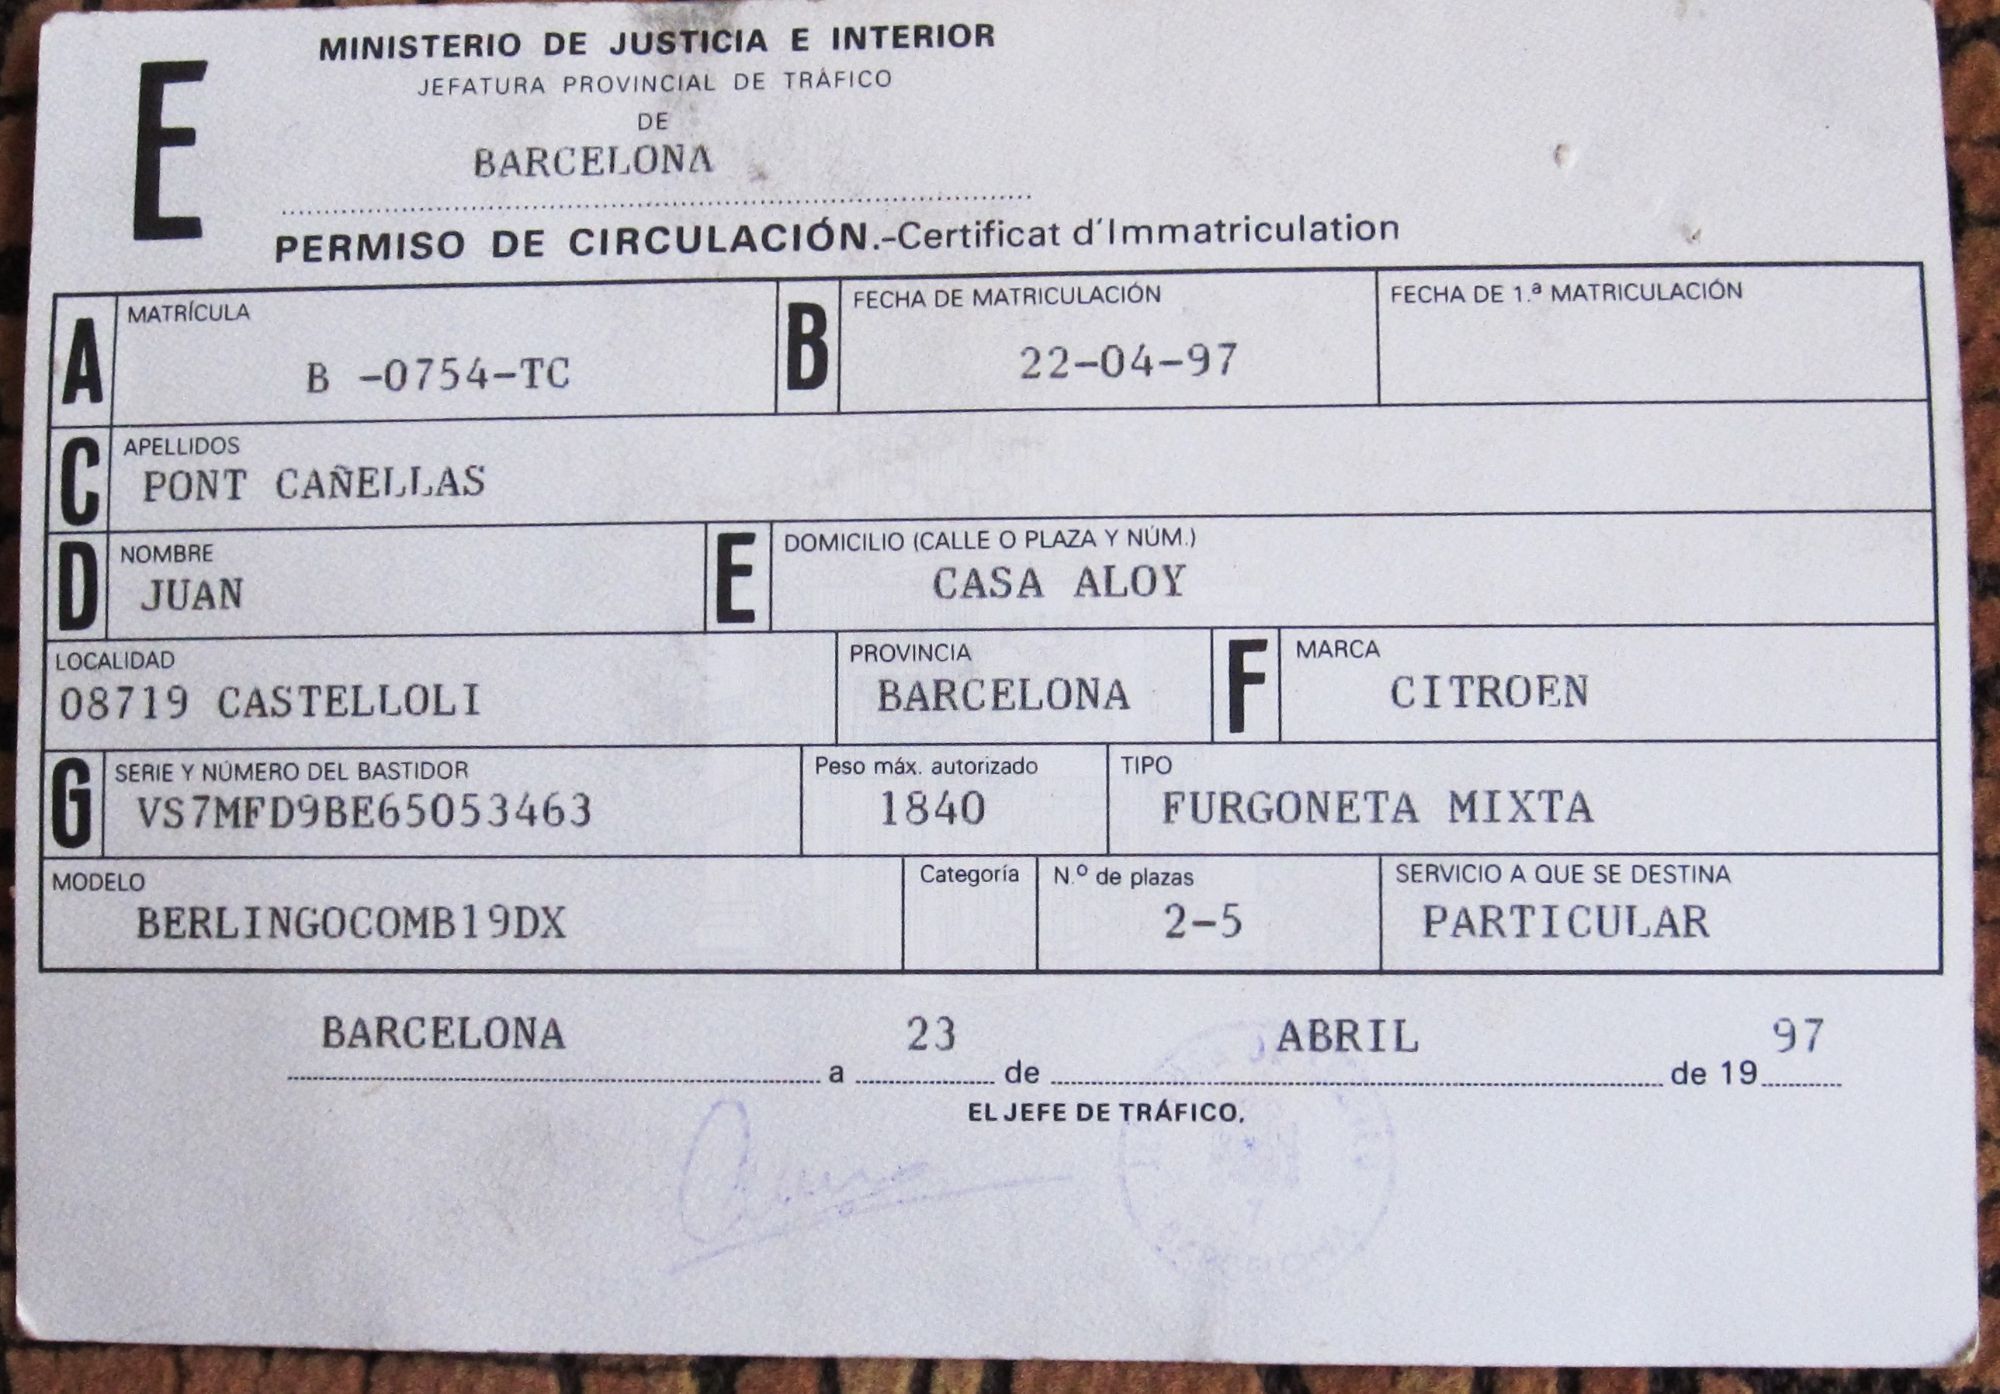 E
MINISTERIO DE JUSTICIA E INTERIOR
JEFATURA PROVINCIAL DE TRÁFICO
DE
BARCELONA
PERMISO DE CIRCULACIÓN.-Certificat d'Immatriculation
A MATRÍCULA
B -0754-TC
B FECHA DE MATRICULACIÓN
22-04-97
FECHA DE 1.ª MATRICULACIÓN
C APELLIDOS
PONT CAÑELLAS
D NOMBRE
JUAN
E DOMICILIO (CALLE O PLAZA Y NÚM.)
CASA ALOY
LOCALIDAD
08719 CASTELLOLI
PROVINCIA
BARCELONA
F MARCA
CITROEN
G SERIE Y NÚMERO DEL BASTIDOR
VS7MFD9BE65053463
Peso máx. autorizado
1840
TIPO
FURGONETA MIXTA
MODELO
BERLINGOCOMB19DX
Categoría
N.º de plazas
2-5
SERVICIO A QUE SE DESTINA
PARTICULAR
BARCELONA a 23 de ABRIL de 19 97
EL JEFE DE TRÁFICO,